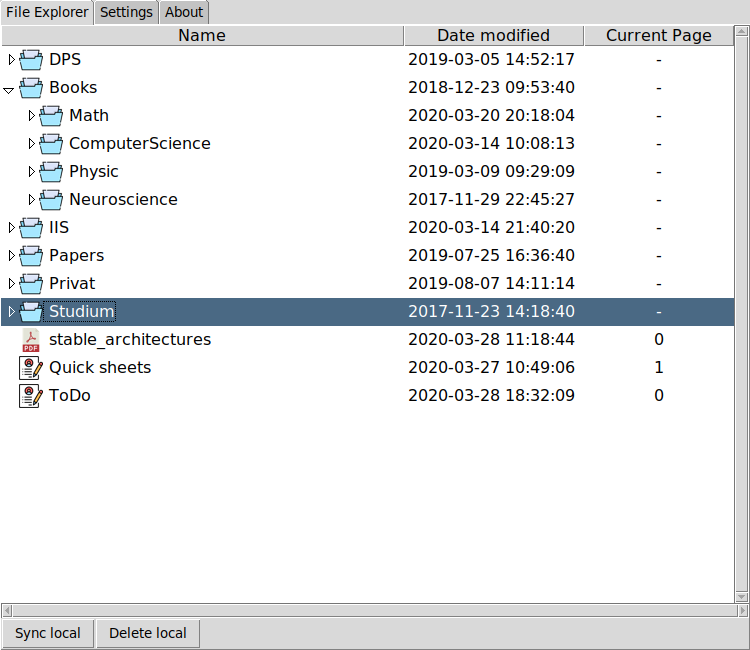 File Explorer Settings About
Name Date modified Current Page
DPS 2019-03-05 14:52:17 -
Books 2018-12-23 09:53:40 -
Math 2020-03-20 20:18:04 -
ComputerScience 2020-03-14 10:08:13 -
Physic 2019-03-09 09:29:09 -
Neuroscience 2017-11-29 22:45:27 -
IIS 2020-03-14 21:40:20 -
Papers 2019-07-25 16:36:40 -
Privat 2019-08-07 14:11:14 -
Studium 2017-11-23 14:18:40 -
PDF stable_architectures 2020-03-28 11:18:44 0
Quick sheets 2020-03-27 10:49:06 1
ToDo 2020-03-28 18:32:09 0
Sync local Delete local